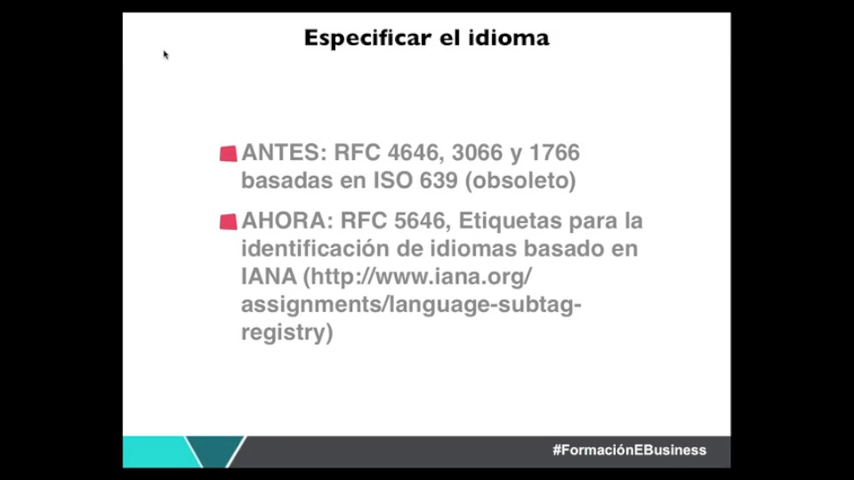 Especificar el idioma
ANTES: RFC 4646, 3066 y 1766
basadas en ISO 639 (obsoleto)
AHORA: RFC 5646, Etiquetas para la
identificación de idiomas basado en
IANA (http://www.iana.org/
assignments/language-subtag-
registry)
#FormaciónEBusiness